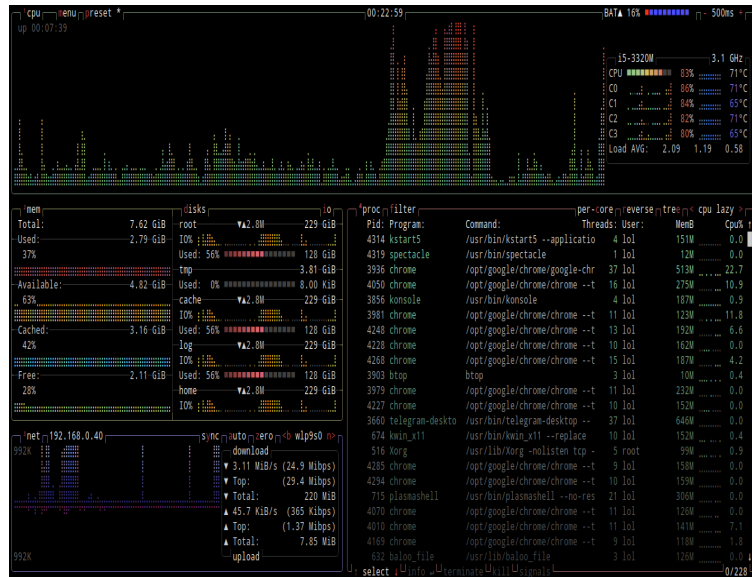 ¹cpu menu preset * 00:22:59 BAT▲ 16% - 500ms +
up 00:07:39
i5-3320M 3.1 GHz
CPU 83% 71°C
C0 86% 71°C
C1 84% 65°C
C2 82% 71°C
C3 80% 65°C
Load AVG: 2.09 1.19 0.58
²mem
Total: 7.62 GiB
Used: 2.79 GiB
37%
Available: 4.82 GiB
63%
Cached: 3.16 GiB
42%
Free: 2.11 GiB
28%
disks io
root ▼▲2.8M 229 GiB
IO%
Used: 56% 128 GiB
tmp 3.81 GiB
Used: 0% 8.00 KiB
cache ▼▲2.8M 229 GiB
IO%
Used: 56% 128 GiB
log ▼▲2.8M 229 GiB
IO%
Used: 56% 128 GiB
home ▼▲2.8M 229 GiB
IO%
³net 192.168.0.40 sync auto zero <b wlp9s0 n>
992K
download
▼ 3.11 MiB/s (24.9 Mibps)
▼ Top: (29.4 Mibps)
▼ Total: 220 MiB
▲ 45.7 KiB/s (365 Kibps)
▲ Top: (1.37 Mibps)
▲ Total: 7.85 MiB
upload
992K
⁴proc filter per-core reverse tree < cpu lazy >
Pid: Program: Command: Threads: User: MemB Cpu% ↑
4314 kstart5 /usr/bin/kstart5 --applicatio 4 lol 151M 0.0
4319 spectacle /usr/bin/spectacle 1 lol 12M 0.0
3936 chrome /opt/google/chrome/google-chr 37 lol 513M 22.7
4050 chrome /opt/google/chrome/chrome --t 16 lol 275M 10.9
3856 konsole /usr/bin/konsole 4 lol 187M 0.9
3981 chrome /opt/google/chrome/chrome --t 11 lol 123M 11.8
4248 chrome /opt/google/chrome/chrome --t 13 lol 192M 6.6
4228 chrome /opt/google/chrome/chrome --t 10 lol 162M 0.0
4268 chrome /opt/google/chrome/chrome --t 15 lol 187M 4.2
3903 btop btop 3 lol 10M 0.4
3979 chrome /opt/google/chrome/chrome --t 11 lol 232M 0.0
4227 chrome /opt/google/chrome/chrome --t 10 lol 152M 0.0
3660 telegram-deskto /usr/bin/telegram-desktop -- 37 lol 646M 0.0
674 kwin_x11 /usr/bin/kwin_x11 --replace 10 lol 152M 0.4
516 Xorg /usr/lib/Xorg -nolisten tcp - 5 root 99M 0.9
4285 chrome /opt/google/chrome/chrome --t 9 lol 158M 0.0
4294 chrome /opt/google/chrome/chrome --t 10 lol 159M 0.0
715 plasmashell /usr/bin/plasmashell --no-res 21 lol 306M 0.0
4070 chrome /opt/google/chrome/chrome --t 11 lol 126M 0.0
4010 chrome /opt/google/chrome/chrome --t 11 lol 141M 7.1
4169 chrome /opt/google/chrome/chrome --t 9 lol 118M 1.8
632 baloo_file /usr/lib/baloo_file 3 lol 126M 0.0 ↓
↑ select ↓ info ↵ terminate kill signals 0/228